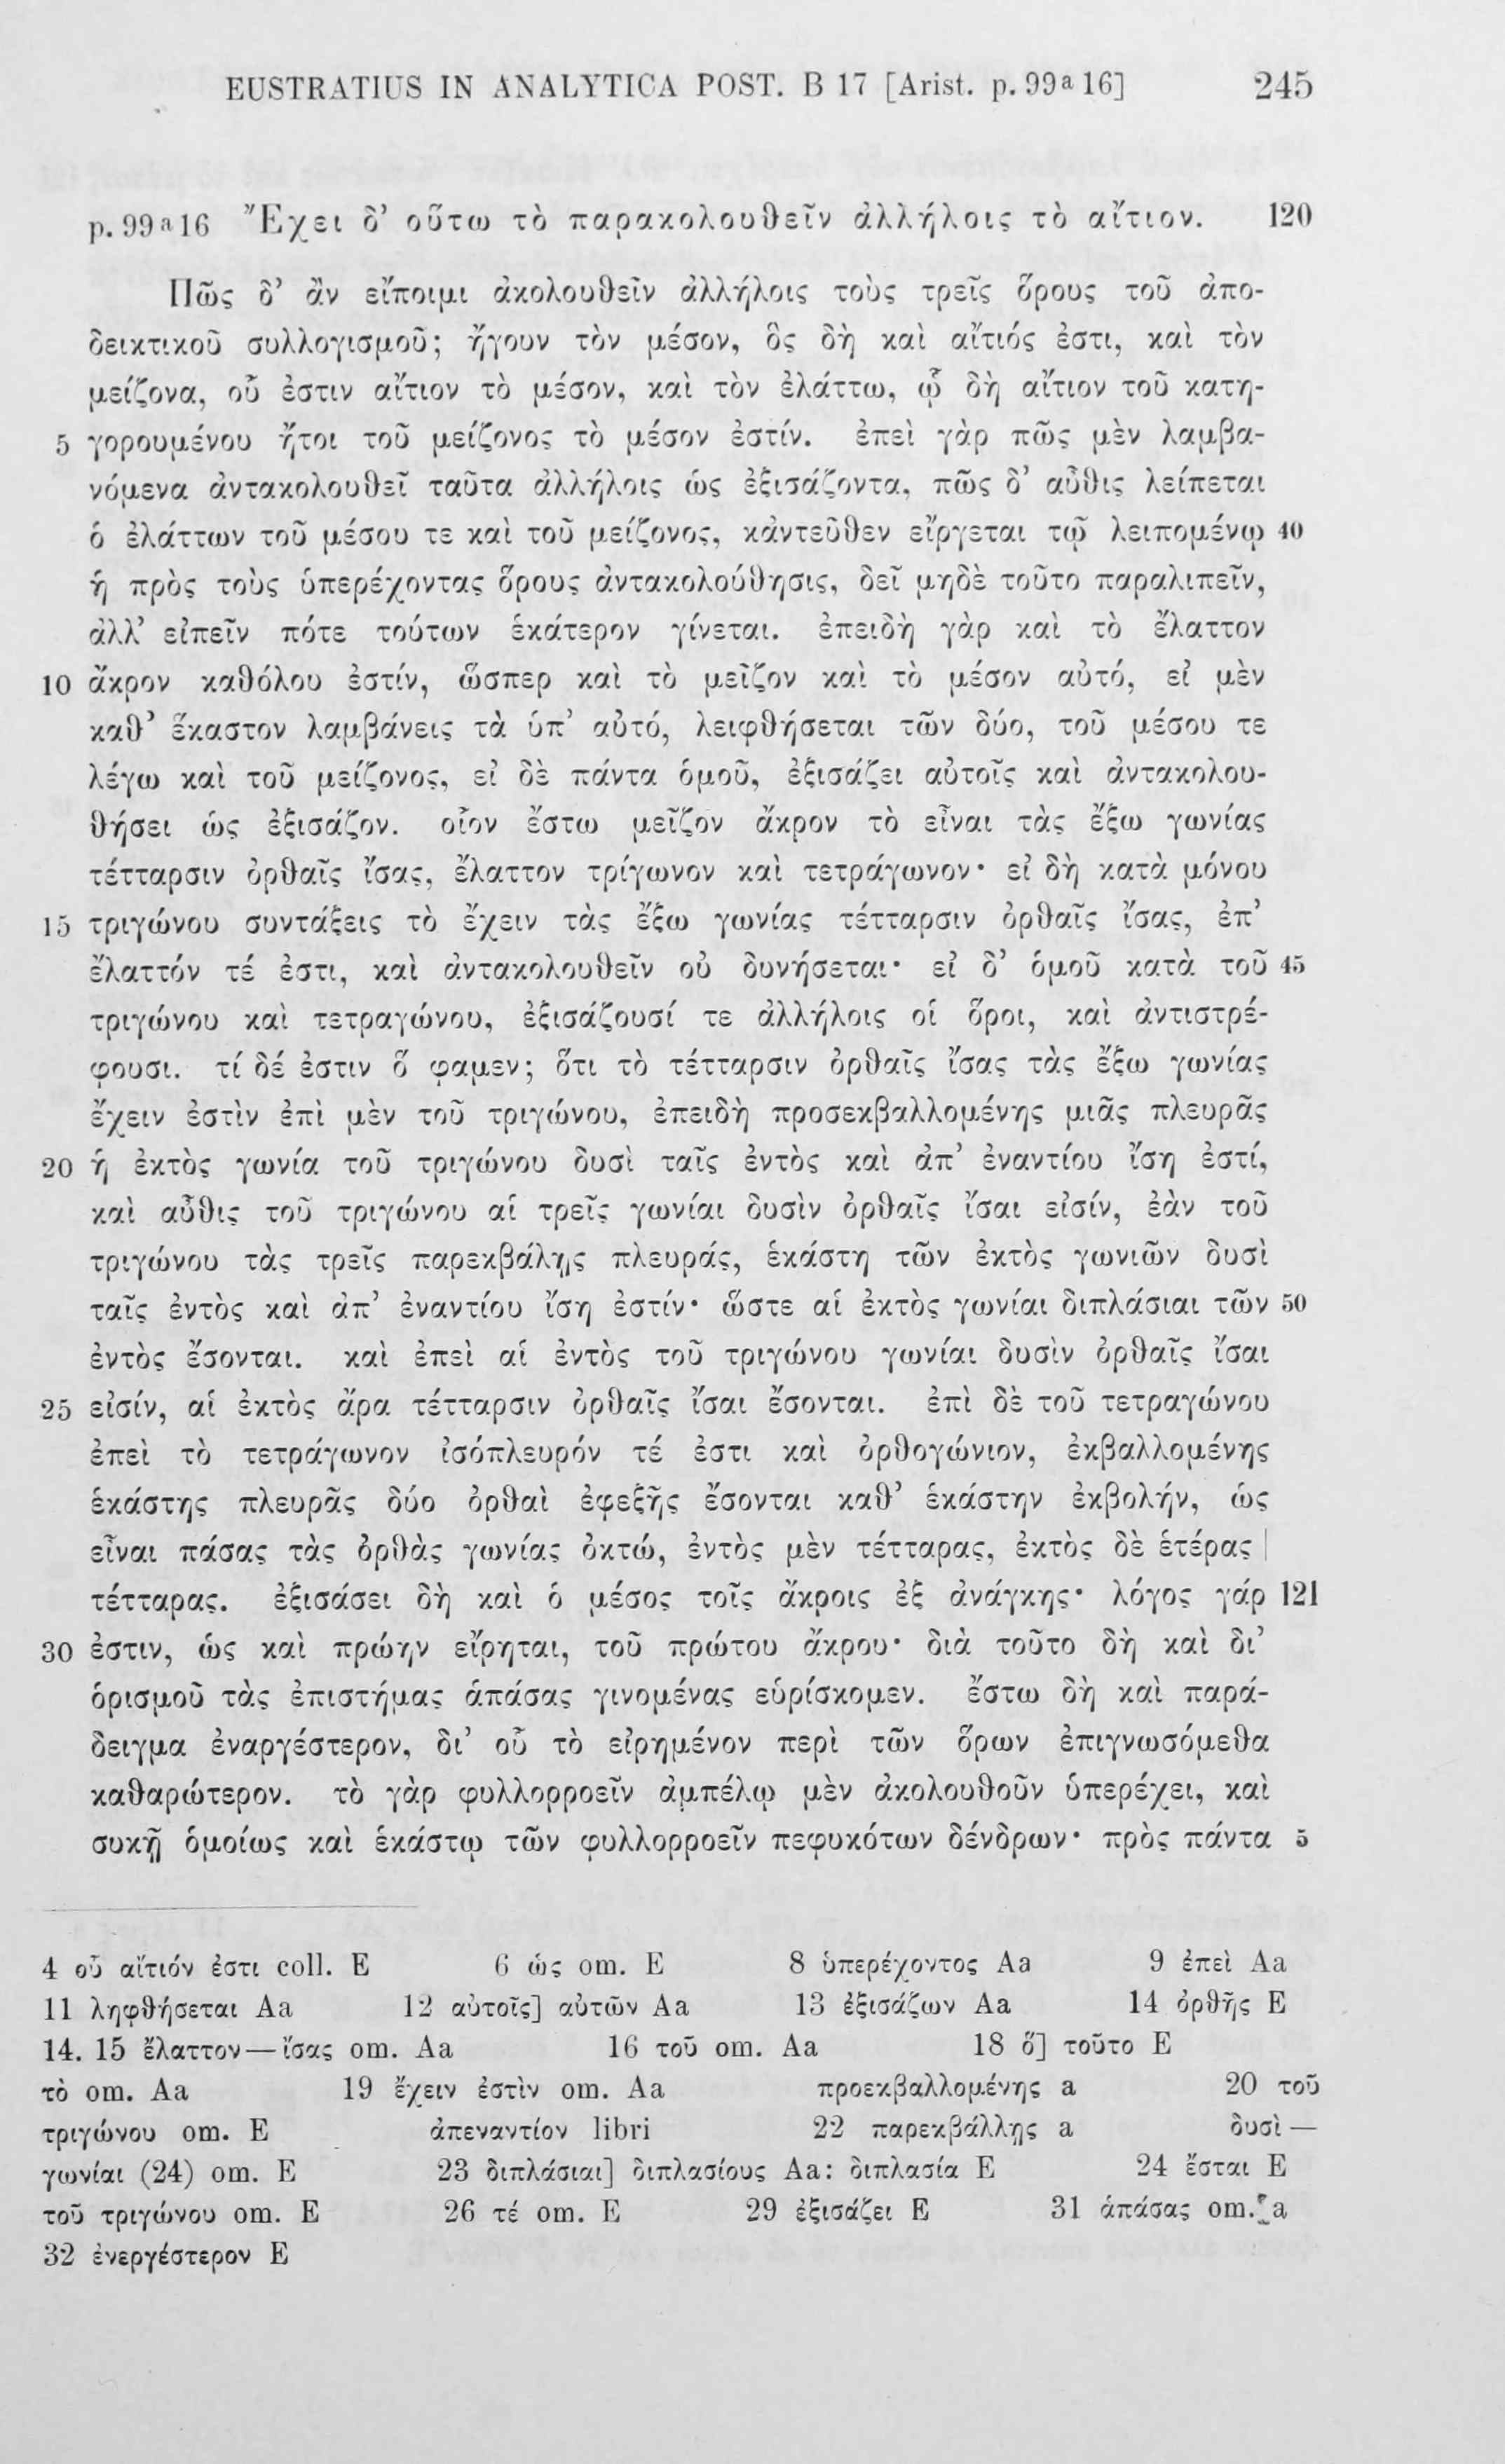 EUSTRATIUS IN ANALYTICA POST. B 17 [Arist. p. 99a 16] 245
p. 99a16 Ἔχει δ’ οὕτω τὸ παρακολουθεῖν ἀλλήλοις τὸ αἴτιον. 120
Πῶς δ’ ἂν εἴποιμι ἀκολουθεῖν ἀλλήλοις τοὺς τρεῖς ὅρους τοῦ ἀπο-
δεικτικοῦ συλλογισμοῦ; ἤγουν τὸν μέσον, ὃς δὴ καὶ αἴτιός ἐστι, καὶ τὸν
μείζονα, οὗ ἐστιν αἴτιον τὸ μέσον, καὶ τὸν ἐλάττω, ᾧ δὴ αἴτιον τοῦ κατη-
5 γορουμένου ἤτοι τοῦ μείζονος τὸ μέσον ἐστίν. ἐπεὶ γὰρ πῶς μὲν λαμβα-
νόμενα ἀντακολουθεῖ ταῦτα ἀλλήλοις ὡς ἐξισάζοντα, πῶς δ’ αὖθις λείπεται
ὁ ἐλάττων τοῦ μέσου τε καὶ τοῦ μείζονος, κἀντεῦθεν εἴργεται τῷ λειπομένῳ 40
ἡ πρὸς τοὺς ὑπερέχοντας ὅρους ἀντακολούθησις, δεῖ μηδὲ τοῦτο παραλιπεῖν,
ἀλλ’ εἰπεῖν πότε τούτων ἑκάτερον γίνεται. ἐπειδὴ γὰρ καὶ τὸ ἔλαττον
10 ἄκρον καθόλου ἐστίν, ὥσπερ καὶ τὸ μεῖζον καὶ τὸ μέσον αὐτό, εἰ μὲν
καθ’ ἕκαστον λαμβάνεις τὰ ὑπ’ αὐτό, λειφθήσεται τῶν δύο, τοῦ μέσου τε
λέγω καὶ τοῦ μείζονος, εἰ δὲ πάντα ὁμοῦ, ἐξισάζει αὐτοῖς καὶ ἀντακολου-
θήσει ὡς ἐξισάζον. οἷον ἔστω μεῖζον ἄκρον τὸ εἶναι τὰς ἔξω γωνίας
τέτταρσιν ὀρθαῖς ἴσας, ἔλαττον τρίγωνον καὶ τετράγωνον· εἰ δὴ κατὰ μόνου
15 τριγώνου συντάξεις τὸ ἔχειν τὰς ἔξω γωνίας τέτταρσιν ὀρθαῖς ἴσας, ἐπ’
ἔλαττόν τέ ἐστι, καὶ ἀντακολουθεῖν οὐ δυνήσεται· εἰ δ’ ὁμοῦ κατὰ τοῦ 45
τριγώνου καὶ τετραγώνου, ἐξισάζουσί τε ἀλλήλοις οἱ ὅροι, καὶ ἀντιστρέ-
φουσι. τί δέ ἐστιν ὅ φαμεν; ὅτι τὸ τέτταρσιν ὀρθαῖς ἴσας τὰς ἔξω γωνίας
ἔχειν ἐστὶν ἐπὶ μὲν τοῦ τριγώνου, ἐπειδὴ προσεκβαλλομένης μιᾶς πλευρᾶς
20 ἡ ἐκτὸς γωνία τοῦ τριγώνου δυσὶ ταῖς ἐντὸς καὶ ἀπ’ ἐναντίου ἴση ἐστί,
καὶ αὖθις τοῦ τριγώνου αἱ τρεῖς γωνίαι δυσὶν ὀρθαῖς ἴσαι εἰσίν, ἐὰν τοῦ
τριγώνου τὰς τρεῖς παρεκβάλῃς πλευράς, ἑκάστη τῶν ἐκτὸς γωνιῶν δυσὶ
ταῖς ἐντὸς καὶ ἀπ’ ἐναντίου ἴση ἐστίν· ὥστε αἱ ἐκτὸς γωνίαι διπλάσιαι τῶν 50
ἐντὸς ἔσονται. καὶ ἐπεὶ αἱ ἐντὸς τοῦ τριγώνου γωνίαι δυσὶν ὀρθαῖς ἴσαι
25 εἰσίν, αἱ ἐκτὸς ἄρα τέτταρσιν ὀρθαῖς ἴσαι ἔσονται. ἐπὶ δὲ τοῦ τετραγώνου
ἐπεὶ τὸ τετράγωνον ἰσόπλευρόν τέ ἐστι καὶ ὀρθογώνιον, ἐκβαλλομένης
ἑκάστης πλευρᾶς δύο ὀρθαὶ ἐφεξῆς ἔσονται καθ’ ἑκάστην ἐκβολήν, ὡς
εἶναι πάσας τὰς ὀρθὰς γωνίας ὀκτώ, ἐντὸς μὲν τέτταρας, ἐκτὸς δὲ ἑτέρας |
τέτταρας. ἐξισάσει δὴ καὶ ὁ μέσος τοῖς ἄκροις ἐξ ἀνάγκης· λόγος γάρ 121
30 ἐστιν, ὡς καὶ πρώην εἴρηται, τοῦ πρώτου ἄκρου· διὰ τοῦτο δὴ καὶ δι’
ὁρισμοῦ τὰς ἐπιστήμας ἁπάσας γινομένας εὑρίσκομεν. ἔστω δὴ καὶ παρά-
δειγμα ἐναργέστερον, δι’ οὗ τὸ εἰρημένον περὶ τῶν ὅρων ἐπιγνωσόμεθα
καθαρώτερον. τὸ γὰρ φυλλορροεῖν ἀμπέλῳ μὲν ἀκολουθοῦν ὑπερέχει, καὶ
συκῇ ὁμοίως καὶ ἑκάστῳ τῶν φυλλορροεῖν πεφυκότων δένδρων· πρὸς πάντα 5
4 οὗ αἴτιόν ἐστι coll. E 6 ὡς om. E 8 ὑπερέχοντος Aa 9 ἐπεὶ Aa
11 ληφθήσεται Aa 12 αὐτοῖς] αὐτῶν Aa 13 ἐξισάζων Aa 14 ὀρθῆς E
14. 15 ἔλαττον—ἴσας om. Aa 16 τοῦ om. Aa 18 ὅ] τοῦτο E
τὸ om. Aa 19 ἔχειν ἐστὶν om. Aa προεκβαλλομένης a 20 τοῦ
τριγώνου om. E ἀπεναντίον libri 22 παρεκβάλλῃς a δυσὶ—
γωνίαι (24) om. E 23 διπλάσιαι] διπλασίους Aa: διπλασία E 24 ἔσται E
τοῦ τριγώνου om. E 26 τέ om. E 29 ἐξισάζει E 31 ἁπάσας om. a
32 ἐνεργέστερον E